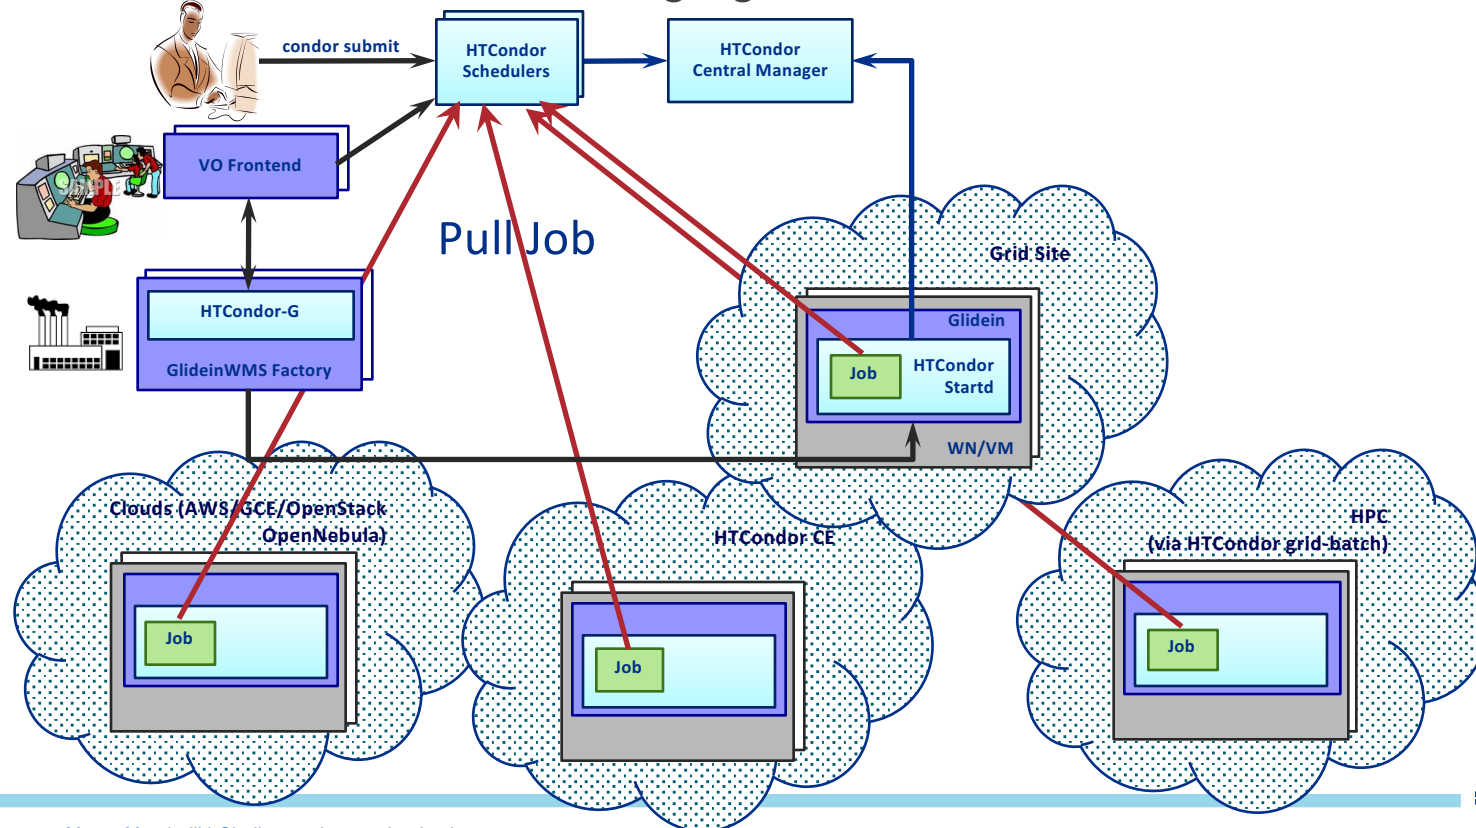 condor submit
HTCondor
Schedulers
HTCondor
Central Manager
VO Frontend
Pull Job
Grid Site
HTCondor-G
GlideinWMS Factory
Glidein
Job
HTCondor
Startd
WN/VM
Clouds (AWS/GCE/OpenStack
OpenNebula)
Job
HTCondor CE
Job
HPC
(via HTCondor grid-batch)
Job